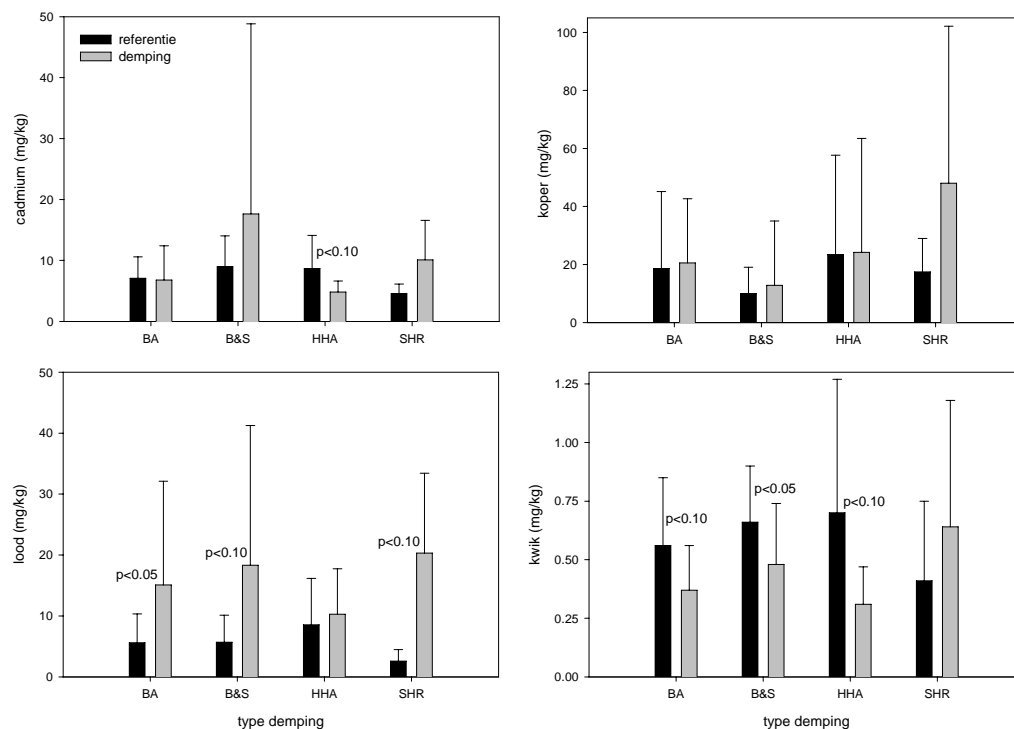 cadmium (mg/kg)
50
40
30
20
10
0
referentie
demping
p<0.10
BA B&S HHA SHR
koper (mg/kg)
100
80
60
40
20
0
BA B&S HHA SHR
lood (mg/kg)
50
40
30
20
10
0
p<0.05
p<0.10
p<0.10
BA B&S HHA SHR
type demping
kwik (mg/kg)
1.25
1.00
0.75
0.50
0.25
0.00
p<0.10
p<0.05
p<0.10
BA B&S HHA SHR
type demping